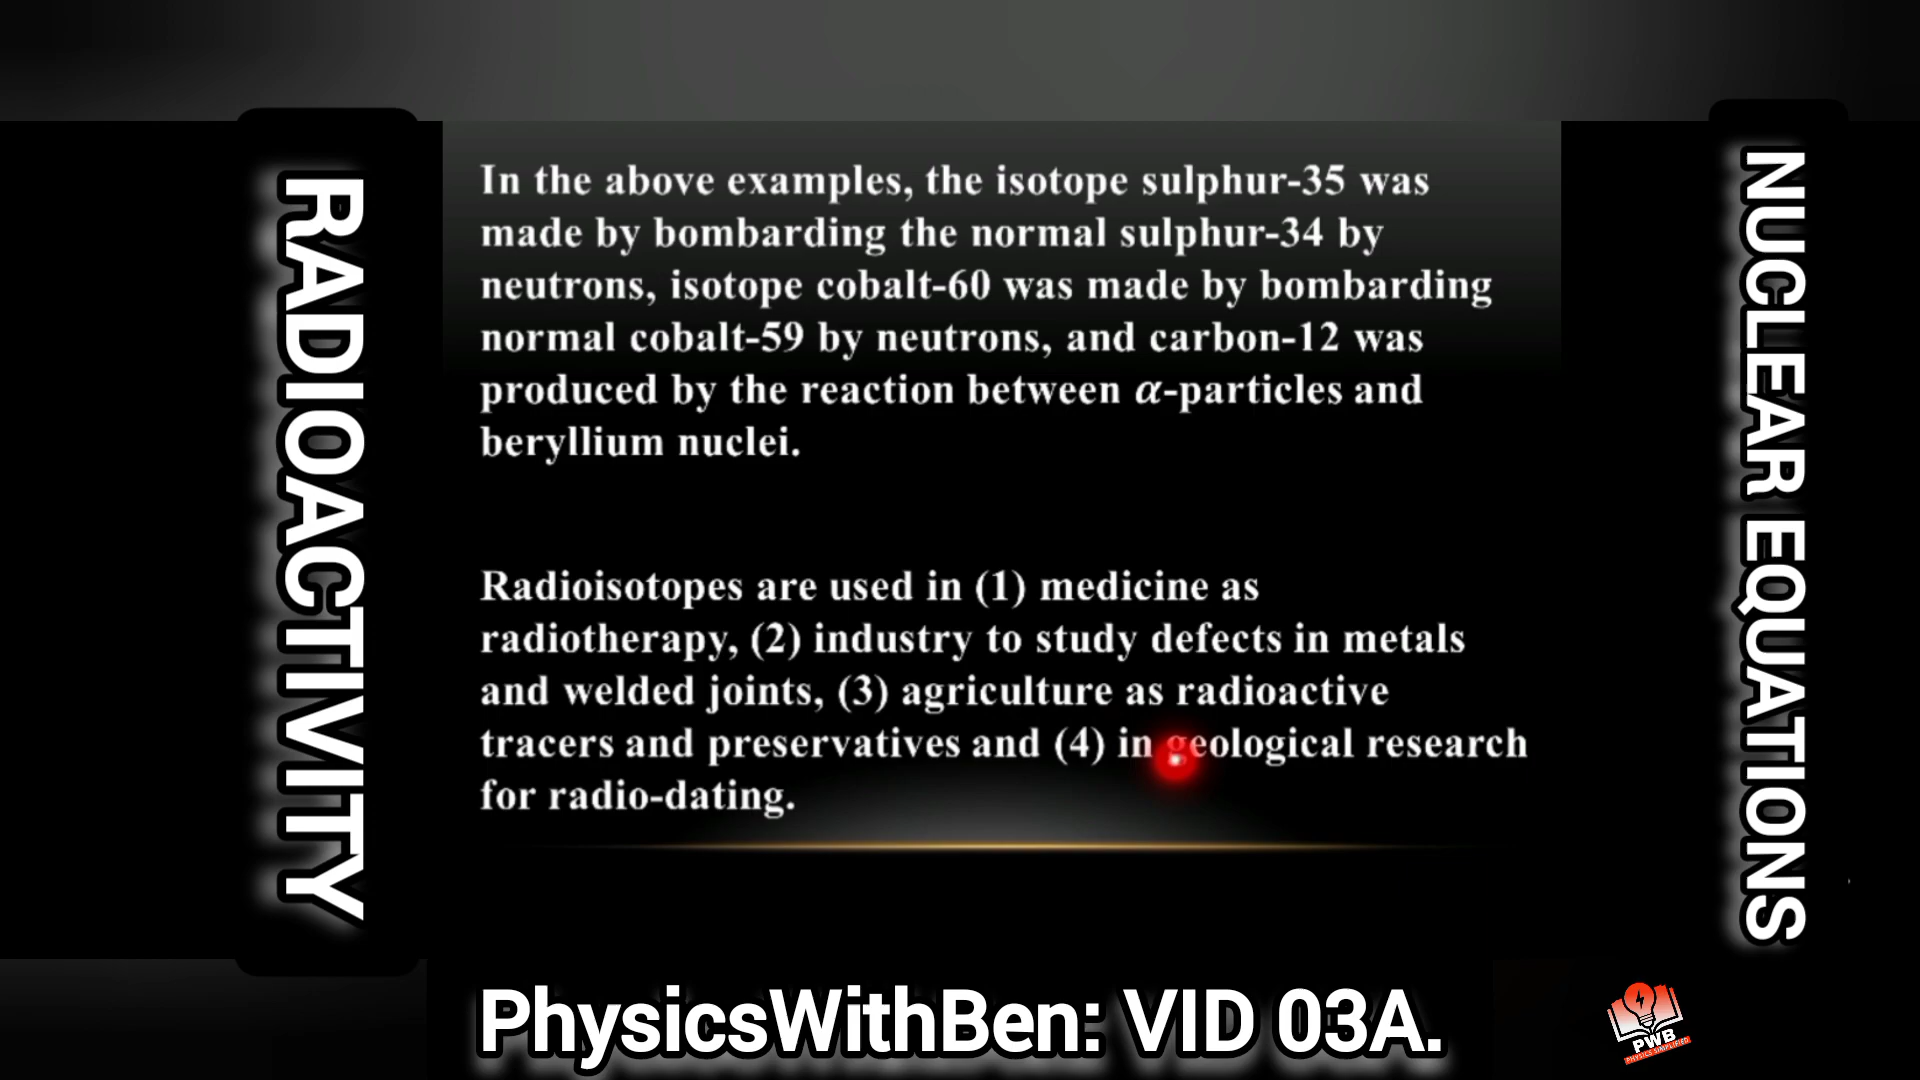 RADIOACTIVITY
In the above examples, the isotope sulphur-35 was
made by bombarding the normal sulphur-34 by
neutrons, isotope cobalt-60 was made by bombarding
normal cobalt-59 by neutrons, and carbon-12 was
produced by the reaction between α-particles and
beryllium nuclei.
Radioisotopes are used in (1) medicine as
radiotherapy, (2) industry to study defects in metals
and welded joints, (3) agriculture as radioactive
tracers and preservatives and (4) in geological research
for radio-dating.
NUCLEAR EQUATIONS
PhysicsWithBen: VID 03A.
PWB
PHYSICS SIMPLIFIED